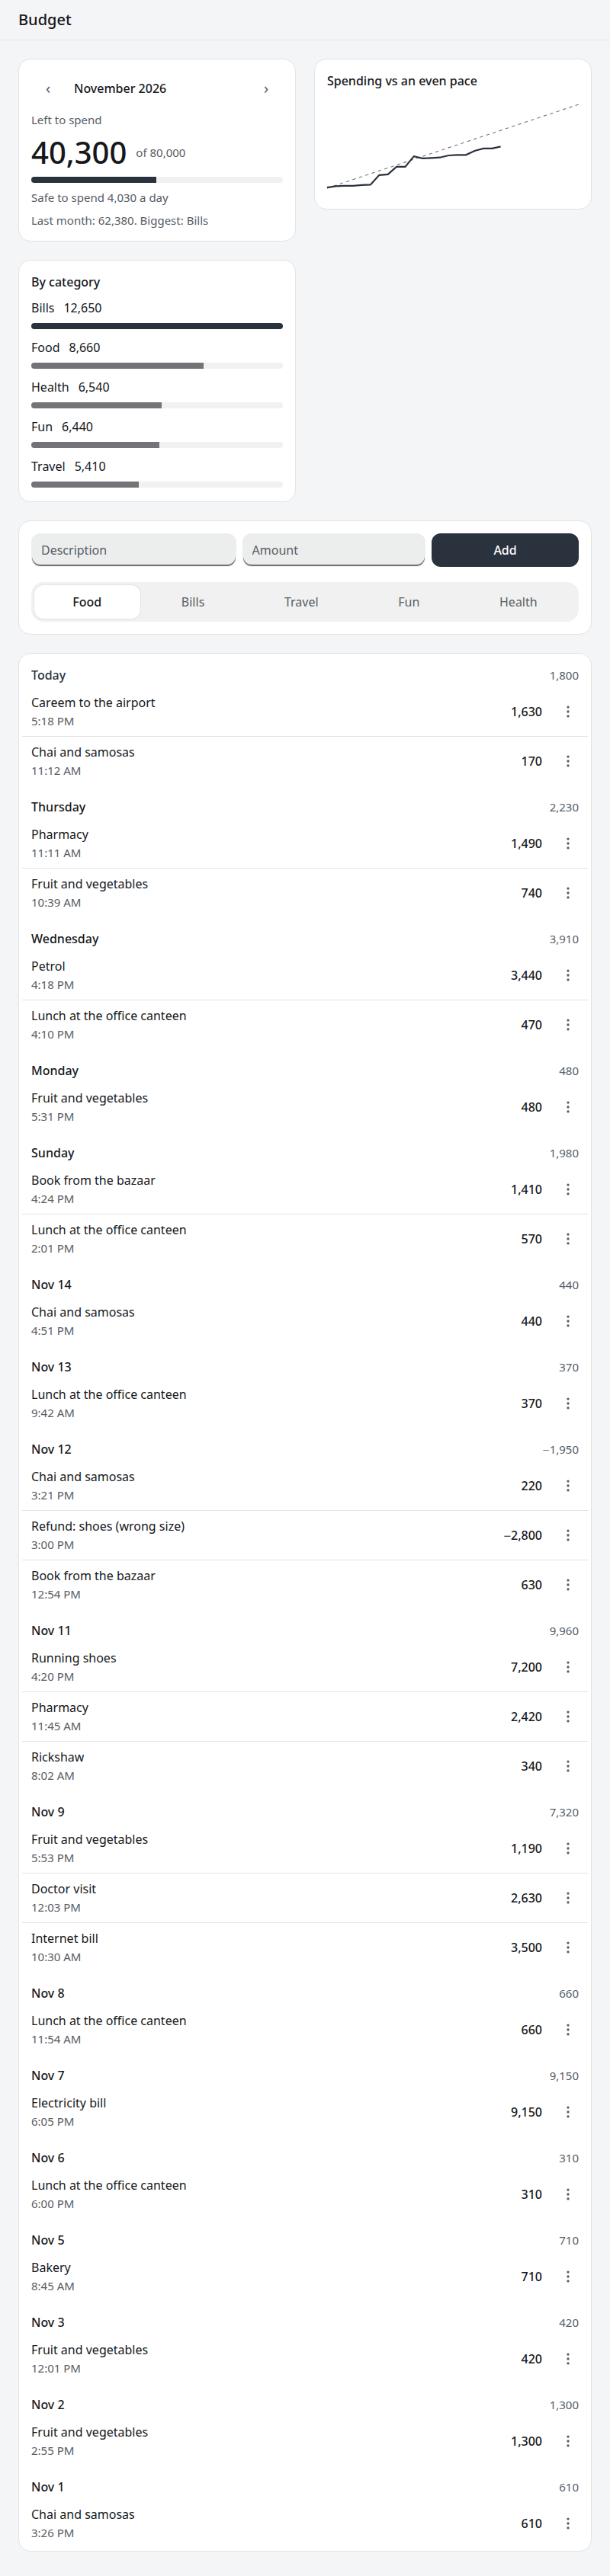 Budget
‹ November 2026 ›
Left to spend
40,300 of 80,000
Safe to spend 4,030 a day
Last month: 62,380. Biggest: Bills
Spending vs an even pace
By category
Bills 12,650
Food 8,660
Health 6,540
Fun 6,440
Travel 5,410
Description Amount Add
Food Bills Travel Fun Health
Today 1,800
Careem to the airport
5:18 PM
1,630
Chai and samosas
11:12 AM
170
Thursday 2,230
Pharmacy
11:11 AM
1,490
Fruit and vegetables
10:39 AM
740
Wednesday 3,910
Petrol
4:18 PM
3,440
Lunch at the office canteen
4:10 PM
470
Monday 480
Fruit and vegetables
5:31 PM
480
Sunday 1,980
Book from the bazaar
4:24 PM
1,410
Lunch at the office canteen
2:01 PM
570
Nov 14 440
Chai and samosas
4:51 PM
440
Nov 13 370
Lunch at the office canteen
9:42 AM
370
Nov 12 −1,950
Chai and samosas
3:21 PM
220
Refund: shoes (wrong size)
3:00 PM
−2,800
Book from the bazaar
12:54 PM
630
Nov 11 9,960
Running shoes
4:20 PM
7,200
Pharmacy
11:45 AM
2,420
Rickshaw
8:02 AM
340
Nov 9 7,320
Fruit and vegetables
5:53 PM
1,190
Doctor visit
12:03 PM
2,630
Internet bill
10:30 AM
3,500
Nov 8 660
Lunch at the office canteen
11:54 AM
660
Nov 7 9,150
Electricity bill
6:05 PM
9,150
Nov 6 310
Lunch at the office canteen
6:00 PM
310
Nov 5 710
Bakery
8:45 AM
710
Nov 3 420
Fruit and vegetables
12:01 PM
420
Nov 2 1,300
Fruit and vegetables
2:55 PM
1,300
Nov 1 610
Chai and samosas
3:26 PM
610